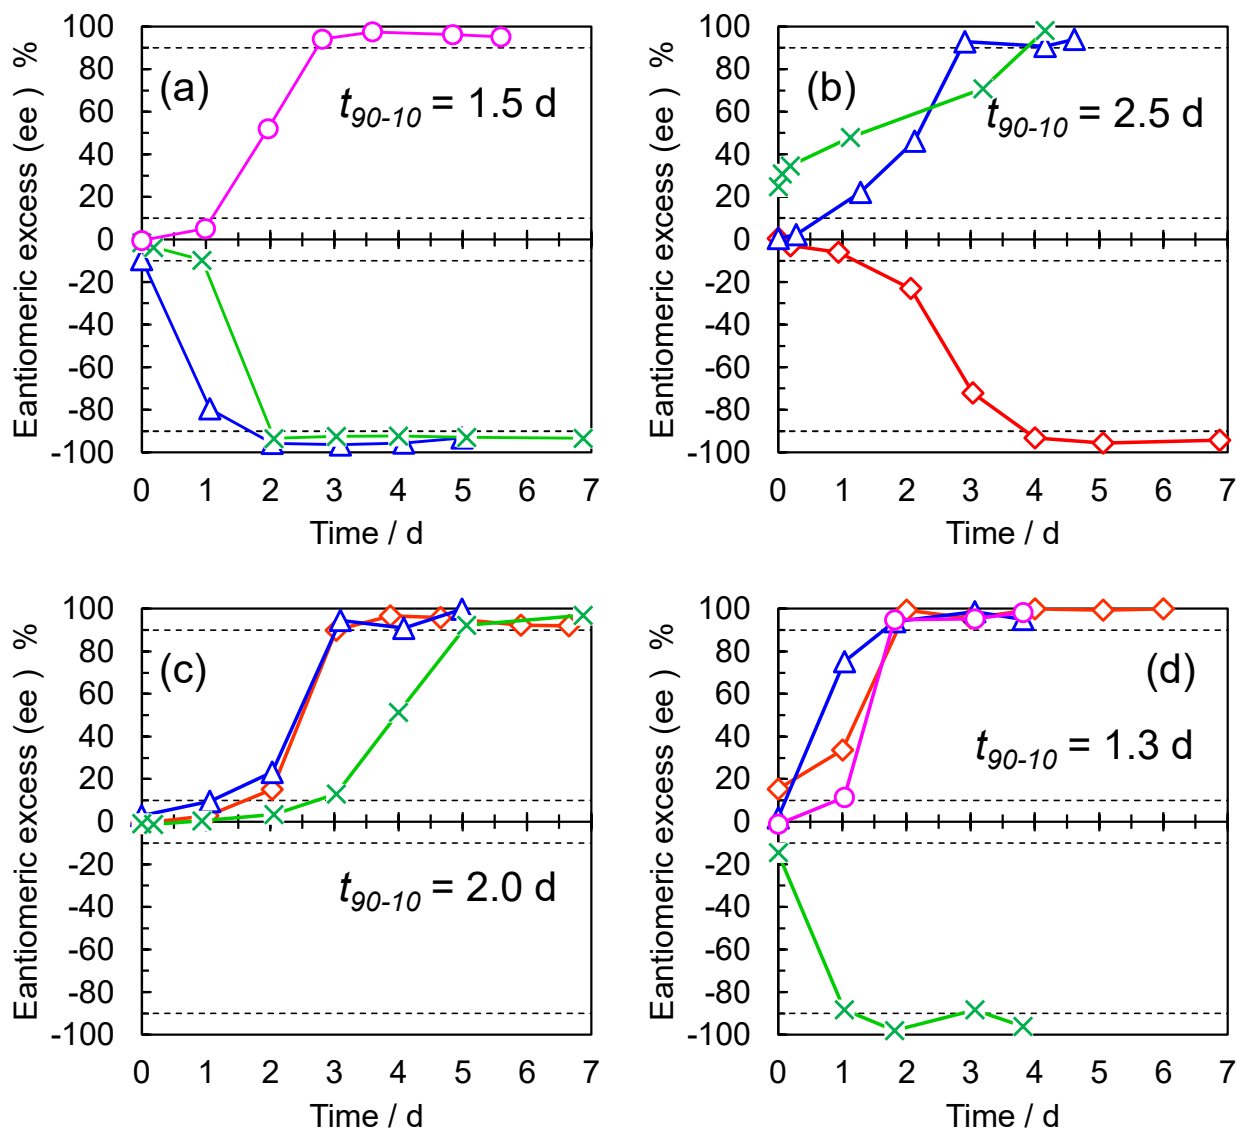 Eantiomeric excess (ee ) %
100
80
60
40
20
0
-20
-40
-60
-80
-100
(a)
t90-10 = 1.5 d
0 1 2 3 4 5 6 7
Time / d
Eantiomeric excess (ee ) %
100
80
60
40
20
0
-20
-40
-60
-80
-100
(b)
t90-10 = 2.5 d
0 1 2 3 4 5 6 7
Time / d
Eantiomeric excess (ee ) %
100
80
60
40
20
0
-20
-40
-60
-80
-100
(c)
t90-10 = 2.0 d
0 1 2 3 4 5 6 7
Time / d
Eantiomeric excess (ee ) %
100
80
60
40
20
0
-20
-40
-60
-80
-100
(d)
t90-10 = 1.3 d
0 1 2 3 4 5 6 7
Time / d